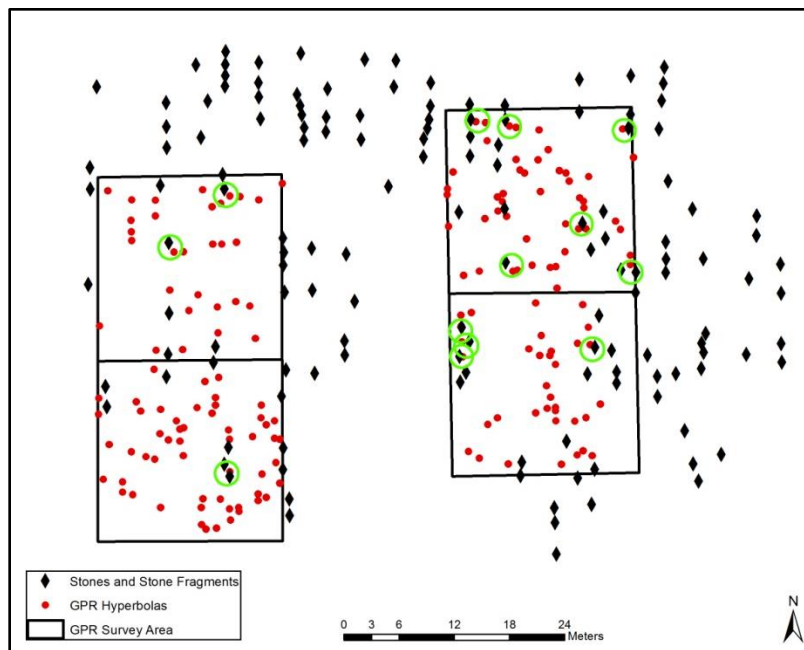 Stones and Stone Fragments
GPR Hyperbolas
GPR Survey Area
0 3 6 12 18 24
Meters
N